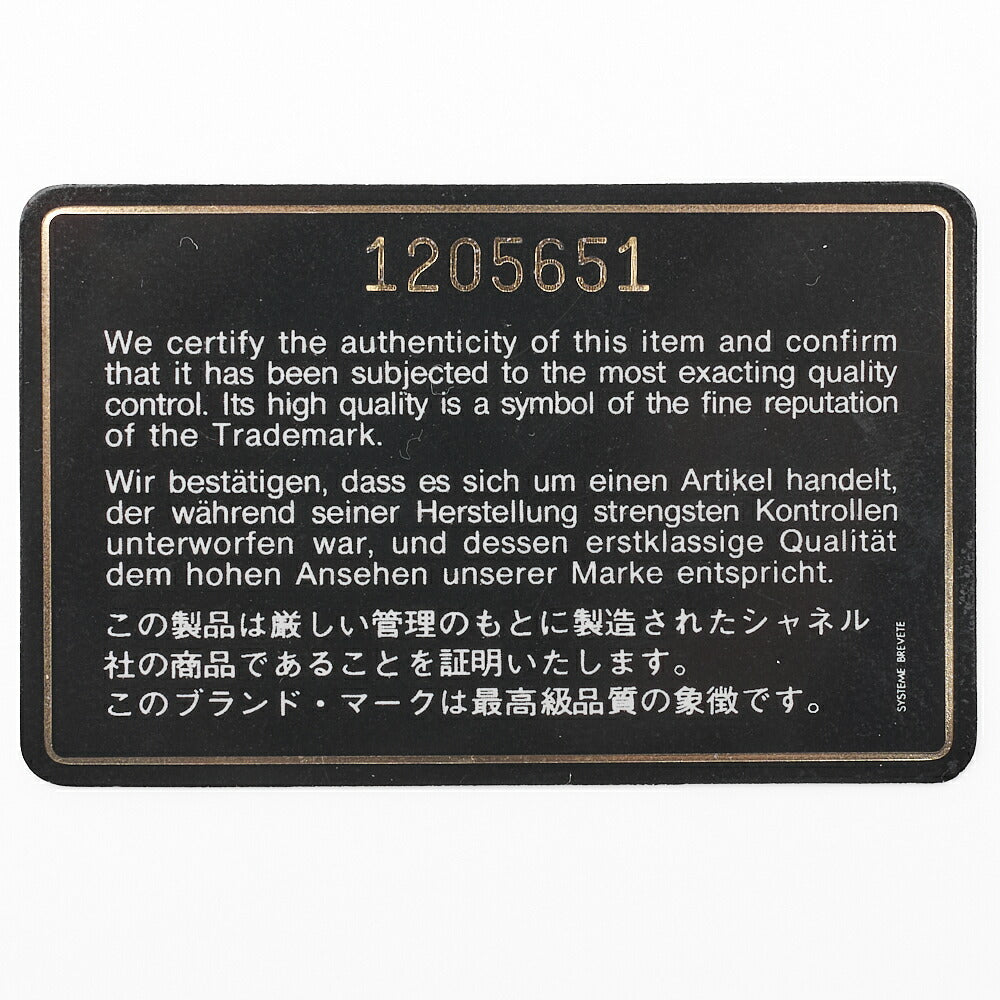 1205651
We certify the authenticity of this item and confirm
that it has been subjected to the most exacting quality
control. Its high quality is a symbol of the fine reputation
of the Trademark.
Wir bestätigen, dass es sich um einen Artikel handelt,
der während seiner Herstellung strengsten Kontrollen
unterworfen war, und dessen erstklassige Qualität
dem hohen Ansehen unserer Marke entspricht.
この製品は厳しい管理のもとに製造されたシャネル
社の商品であることを証明いたします。
このブランド・マークは最高級品質の象徴です。
SYSTEME BREVETE